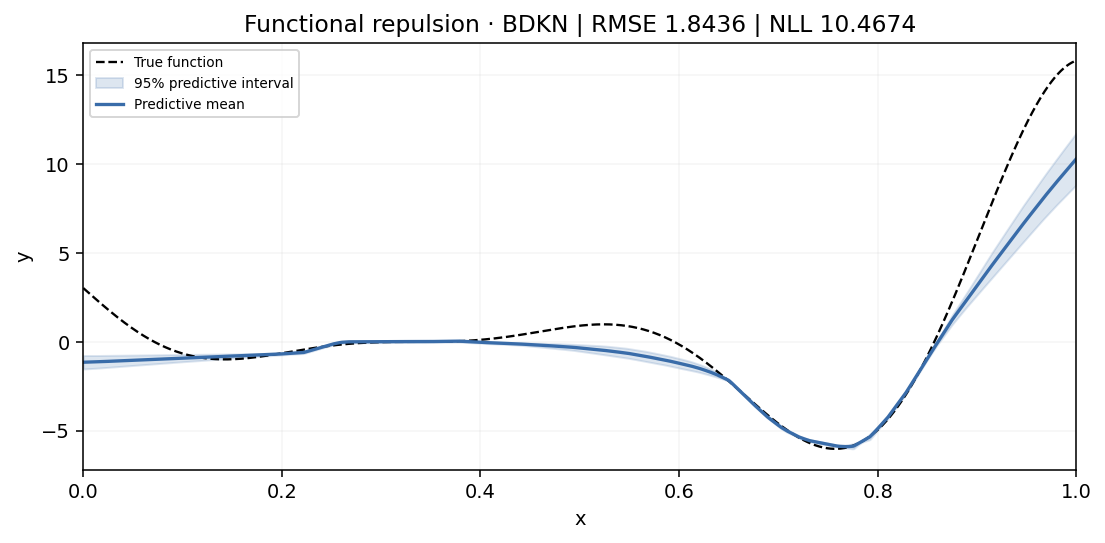 Functional repulsion · BDKN | RMSE 1.8436 | NLL 10.4674
True function
95% predictive interval
Predictive mean
15
10
5
0
−5
y
0.0 0.2 0.4 0.6 0.8 1.0
x